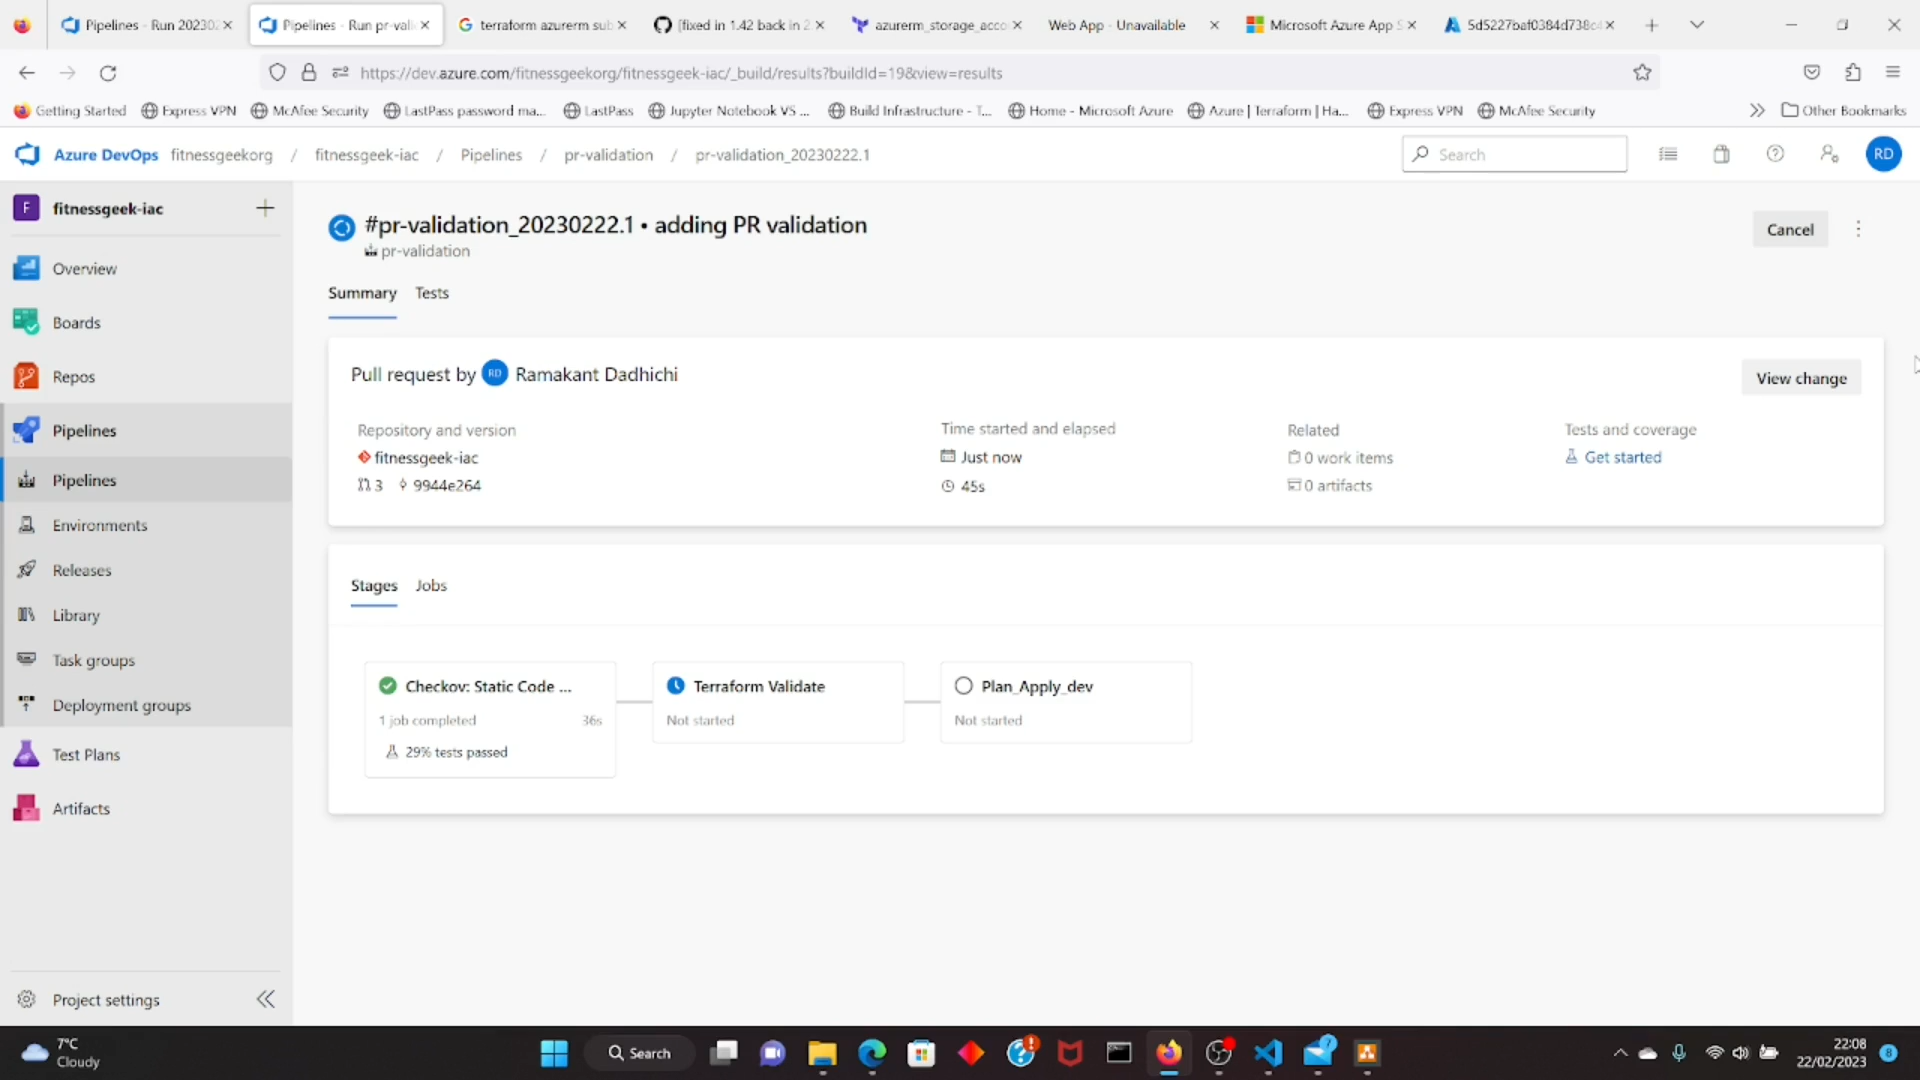 Pipelines - Run 20230
Pipelines - Run pr-vali
terraform azurerm sub
[fixed in 1.42 back in 2
azurerm_storage_acco
Web App - Unavailable
Microsoft Azure App S
5d5227baf0384d738c
https://dev.azure.com/fitnessgeekorg/fitnessgeek-iac/_build/results?buildId=19&view=results
Getting Started
Express VPN
McAfee Security
LastPass password ma...
LastPass
Jupyter Notebook VS ...
Build Infrastructure - T...
Home - Microsoft Azure
Azure | Terraform | Ha...
Express VPN
McAfee Security
Other Bookmarks
Azure DevOps fitnessgeekorg / fitnessgeek-iac / Pipelines / pr-validation / pr-validation_20230222.1
Search
RD
F fitnessgeek-iac
Overview
Boards
Repos
Pipelines
Pipelines
Environments
Releases
Library
Task groups
Deployment groups
Test Plans
Artifacts
Project settings
#pr-validation_20230222.1 • adding PR validation
pr-validation
Cancel
Summary Tests
Pull request by RD Ramakant Dadhichi
View change
Repository and version
fitnessgeek-iac
3 9944e264
Time started and elapsed
Just now
45s
Related
0 work items
0 artifacts
Tests and coverage
Get started
Stages Jobs
Checkov: Static Code ...
1 job completed 36s
29% tests passed
Terraform Validate
Not started
Plan_Apply_dev
Not started
7°C
Cloudy
Search
7
22:08
22/02/2023
8